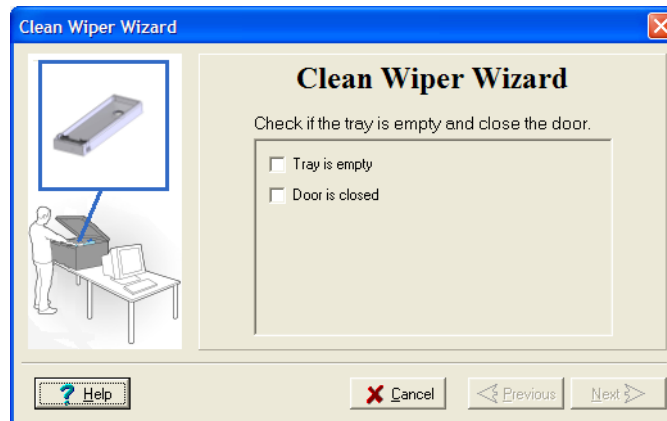 Clean Wiper Wizard
Clean Wiper Wizard
Check if the tray is empty and close the door.
Tray is empty
Door is closed
? Help
Cancel
Previous
Next